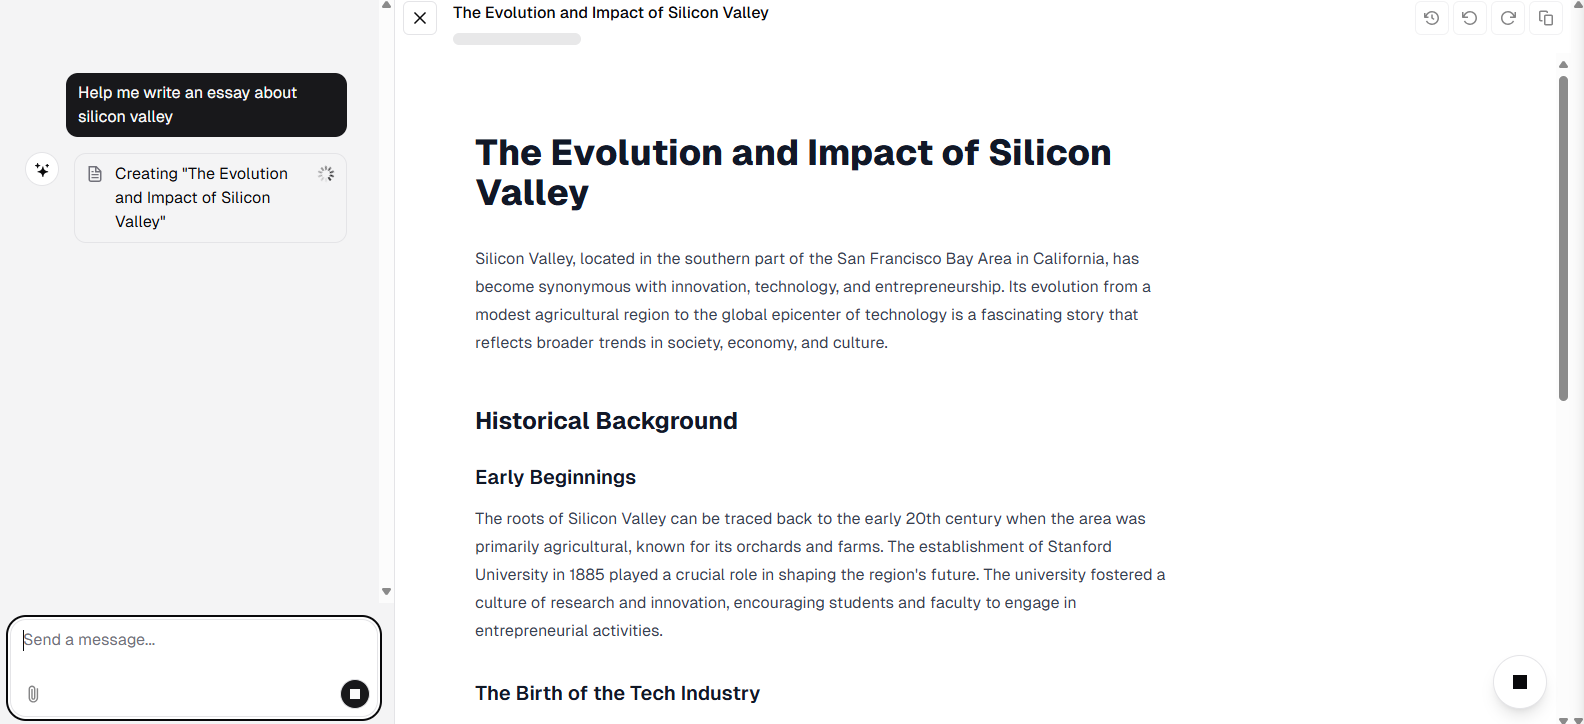 Help me write an essay about
silicon valley
Creating "The Evolution
and Impact of Silicon
Valley"
Send a message...
The Evolution and Impact of Silicon Valley
The Evolution and Impact of Silicon
Valley
Silicon Valley, located in the southern part of the San Francisco Bay Area in California, has
become synonymous with innovation, technology, and entrepreneurship. Its evolution from a
modest agricultural region to the global epicenter of technology is a fascinating story that
reflects broader trends in society, economy, and culture.
Historical Background
Early Beginnings
The roots of Silicon Valley can be traced back to the early 20th century when the area was
primarily agricultural, known for its orchards and farms. The establishment of Stanford
University in 1885 played a crucial role in shaping the region's future. The university fostered a
culture of research and innovation, encouraging students and faculty to engage in
entrepreneurial activities.
The Birth of the Tech Industry